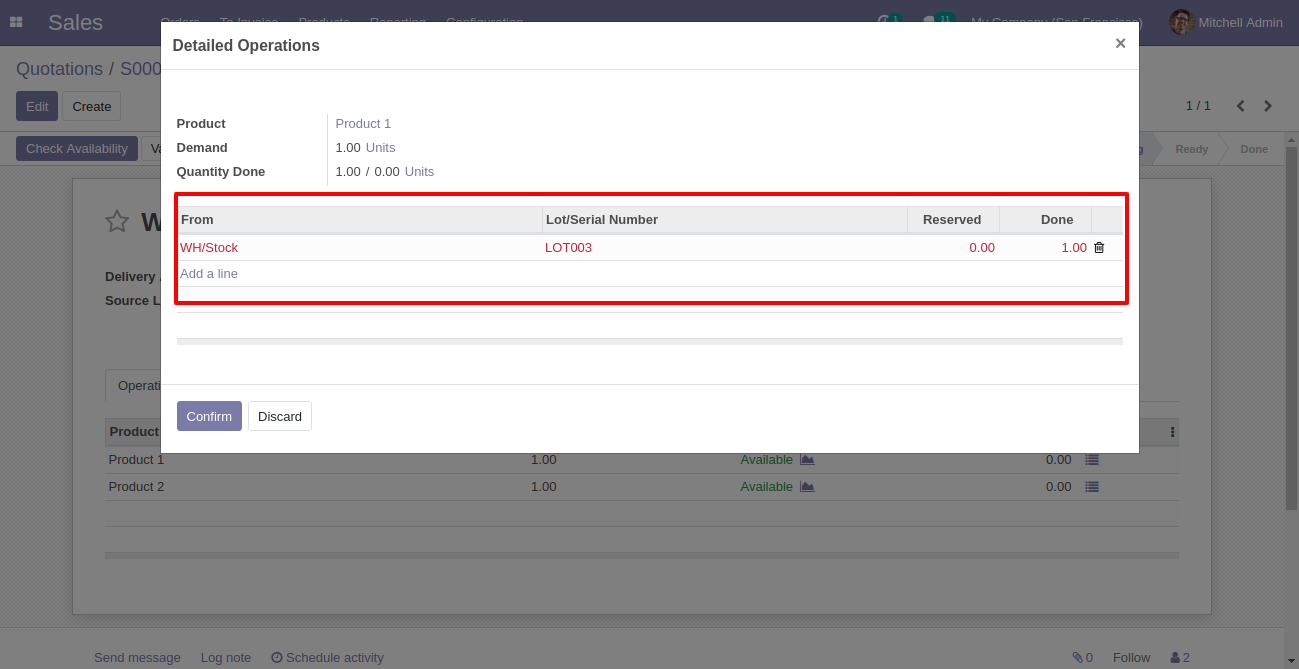 Sales
Orders To Invoice Products Reporting Configuration 1 11 My Company (San Francisco) Mitchell Admin
Detailed Operations ×
Quotations / S000
Edit Create 1 / 1
Product Product 1
Demand 1.00 Units
Check Availability Ready Done
Quantity Done 1.00 / 0.00 Units
From Lot/Serial Number Reserved Done
WH/Stock LOT003 0.00 1.00
Add a line
W
Delivery
Source L
Operati
Confirm Discard
Product
Product 1 1.00 Available 0.00
Product 2 1.00 Available 0.00
Send message Log note Schedule activity 0 Follow 2